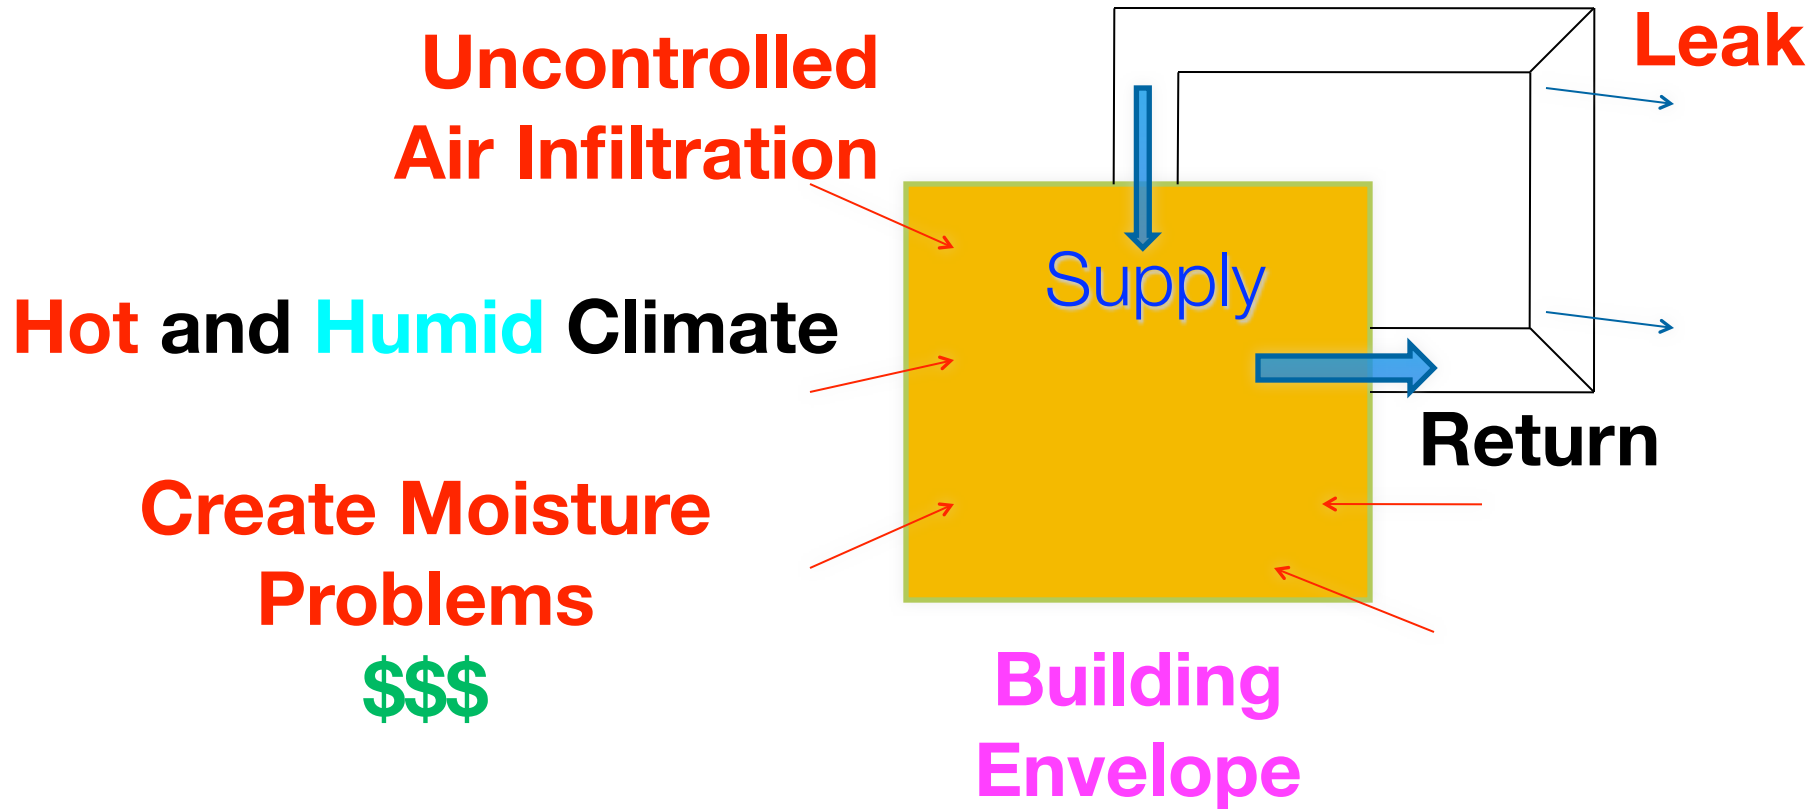 Uncontrolled
Air Infiltration
Leak
Supply
Hot and Humid Climate
Return
Create Moisture
Problems
$$$
Building
Envelope